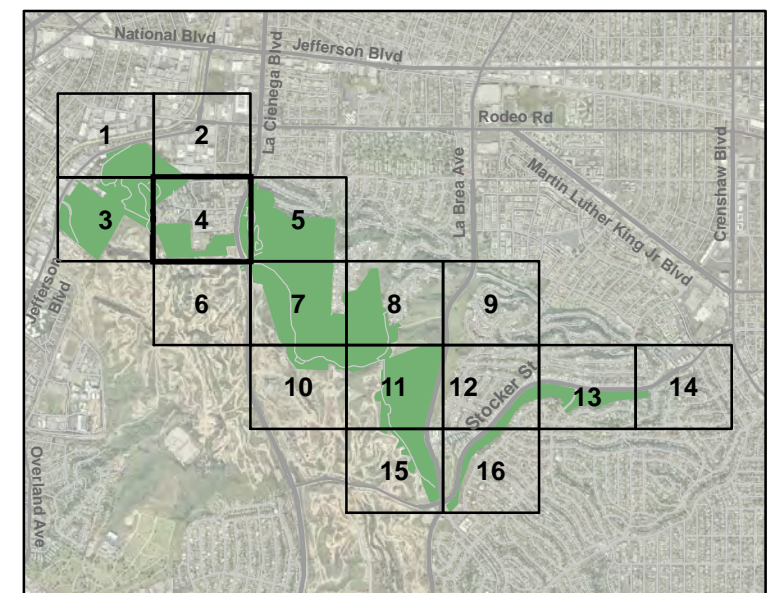 National Blvd
Jefferson Blvd
La Cienega Blvd
Rodeo Rd
La Brea Ave
Martin Luther King Jr Blvd
Crenshaw Blvd
1
2
3
4
5
Jefferson
Blvd
6
7
8
9
10
11
12
Stocker St
13
14
Overland Ave
15
16